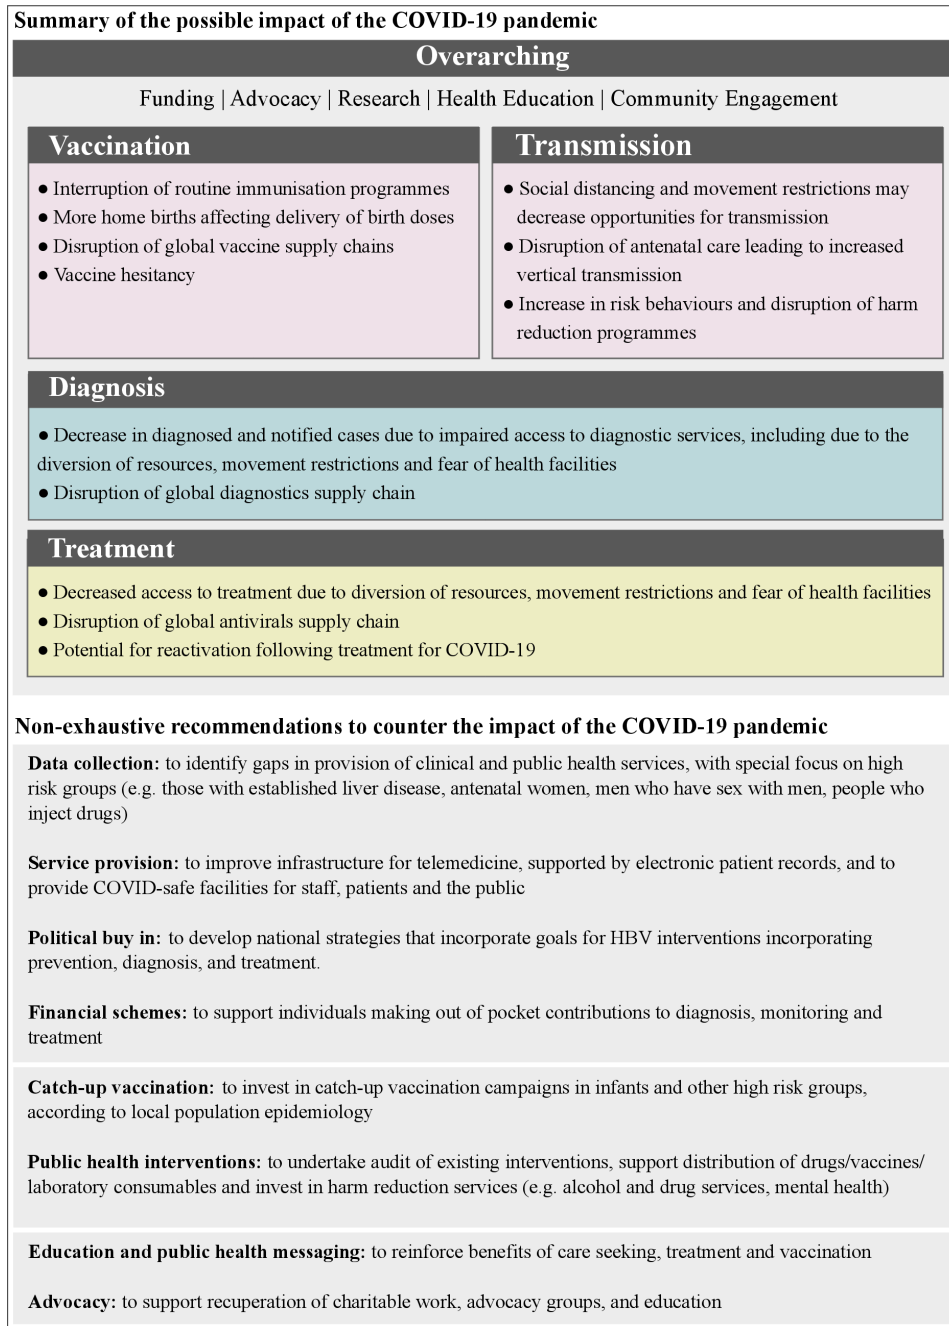 Summary of the possible impact of the COVID-19 pandemic
Overarching
Funding | Advocacy | Research | Health Education | Community Engagement
Vaccination
● Interruption of routine immunisation programmes
● More home births affecting delivery of birth doses
● Disruption of global vaccine supply chains
● Vaccine hesitancy
Transmission
● Social distancing and movement restrictions may
decrease opportunities for transmission
● Disruption of antenatal care leading to increased
vertical transmission
● Increase in risk behaviours and disruption of harm
reduction programmes
Diagnosis
● Decrease in diagnosed and notified cases due to impaired access to diagnostic services, including due to the
diversion of resources, movement restrictions and fear of health facilities
● Disruption of global diagnostics supply chain
Treatment
● Decreased access to treatment due to diversion of resources, movement restrictions and fear of health facilities
● Disruption of global antivirals supply chain
● Potential for reactivation following treatment for COVID-19
Non-exhaustive recommendations to counter the impact of the COVID-19 pandemic
Data collection: to identify gaps in provision of clinical and public health services, with special focus on high
risk groups (e.g. those with established liver disease, antenatal women, men who have sex with men, people who
inject drugs)
Service provision: to improve infrastructure for telemedicine, supported by electronic patient records, and to
provide COVID-safe facilities for staff, patients and the public
Political buy in: to develop national strategies that incorporate goals for HBV interventions incorporating
prevention, diagnosis, and treatment.
Financial schemes: to support individuals making out of pocket contributions to diagnosis, monitoring and
treatment
Catch-up vaccination: to invest in catch-up vaccination campaigns in infants and other high risk groups,
according to local population epidemiology
Public health interventions: to undertake audit of existing interventions, support distribution of drugs/vaccines/
laboratory consumables and invest in harm reduction services (e.g. alcohol and drug services, mental health)
Education and public health messaging: to reinforce benefits of care seeking, treatment and vaccination
Advocacy: to support recuperation of charitable work, advocacy groups, and education